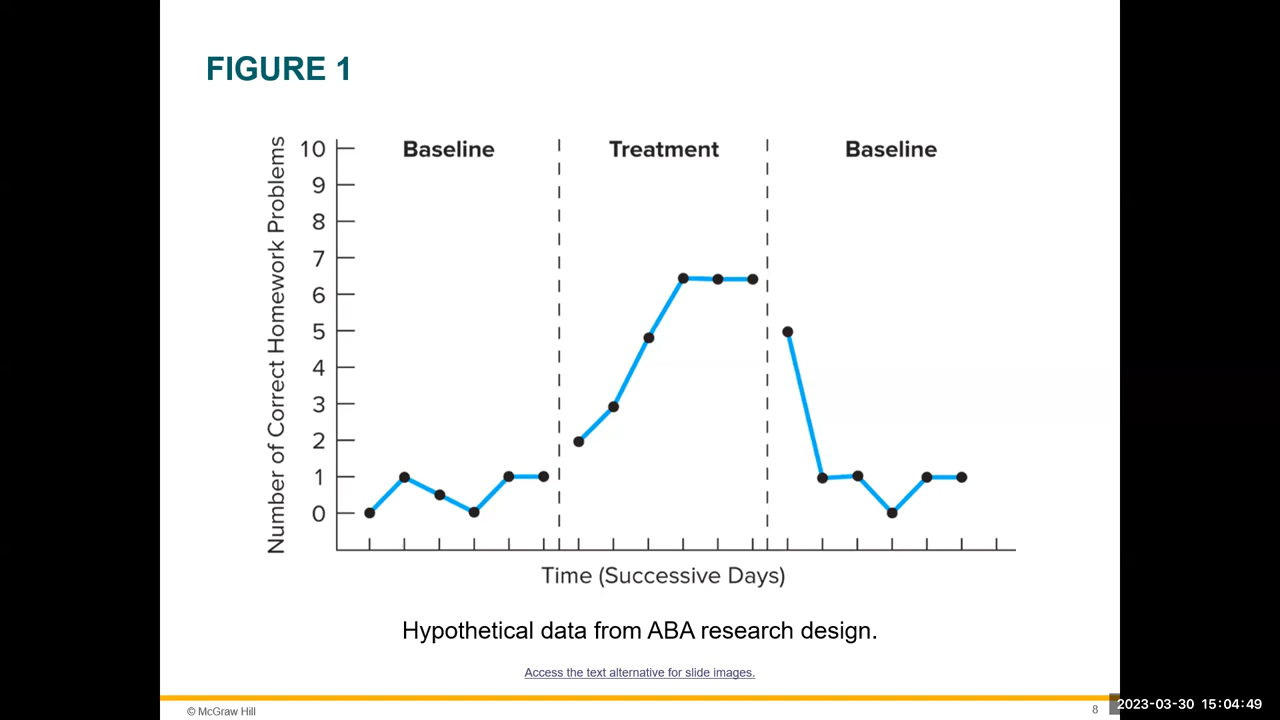 FIGURE 1
Number of Correct Homework Problems
10
9
8
7
6
5
4
3
2
1
0
Baseline
Treatment
Baseline
Time (Successive Days)
Hypothetical data from ABA research design.
Access the text alternative for slide images.
© McGraw Hill
8
2023-03-30 15:04:49